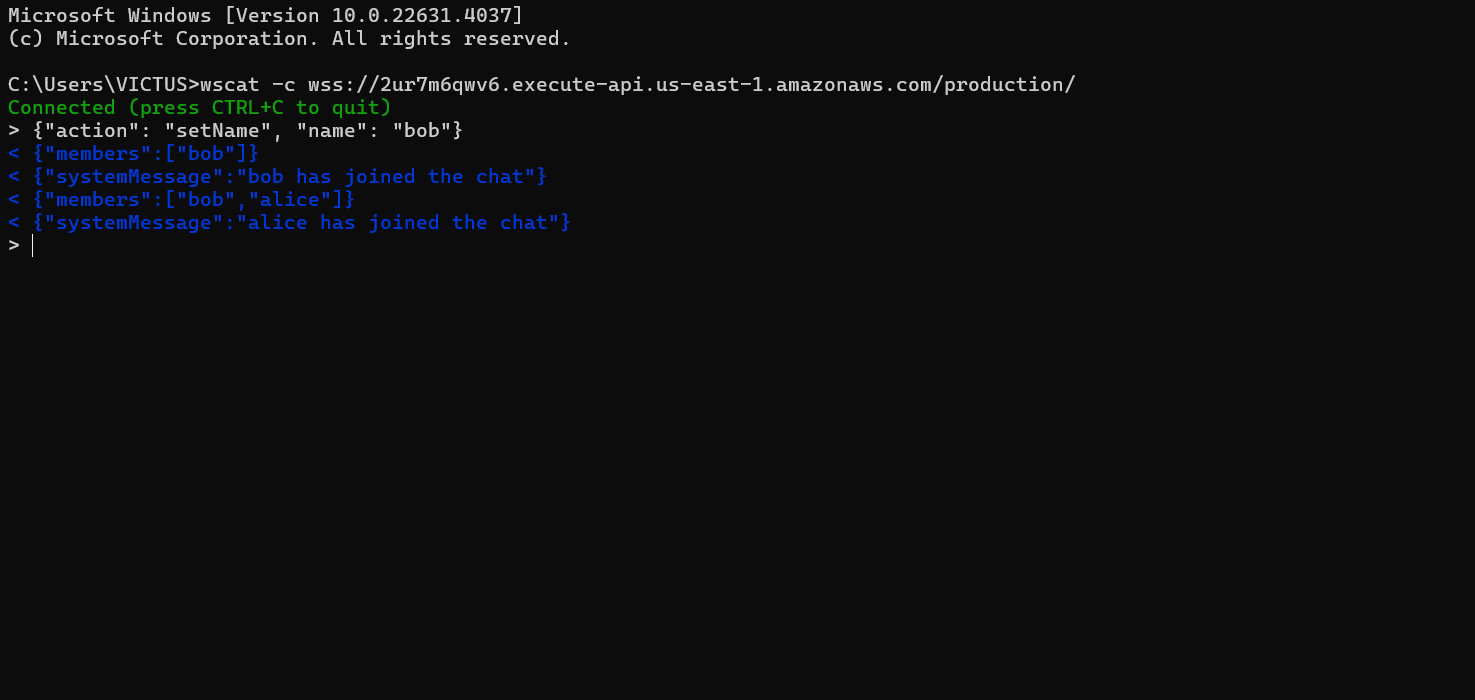 Microsoft Windows [Version 10.0.22631.4037]
(c) Microsoft Corporation. All rights reserved.
C:\Users\VICTUS>wscat -c wss://2ur7m6qwv6.execute-api.us-east-1.amazonaws.com/production/
Connected (press CTRL+C to quit)
> {"action": "setName", "name": "bob"}
< {"members":["bob"]}
< {"systemMessage":"bob has joined the chat"}
< {"members":["bob","alice"]}
< {"systemMessage":"alice has joined the chat"}
>